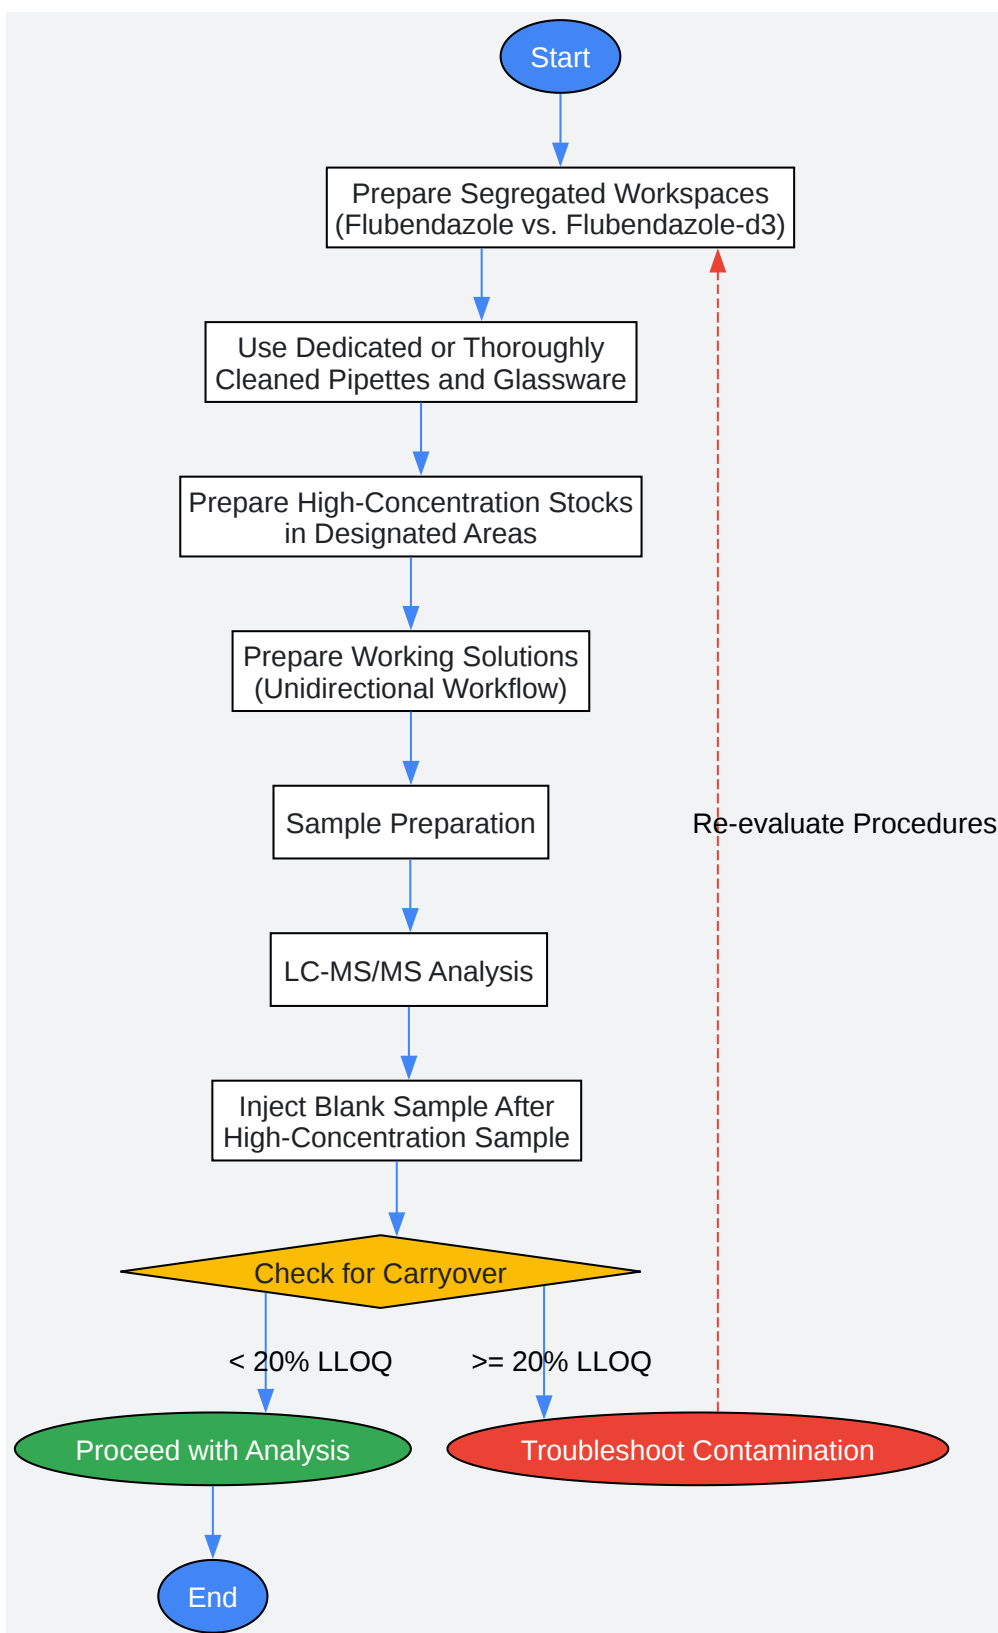 Start
Prepare Segregated Workspaces
(Flubendazole vs. Flubendazole-d3)
Use Dedicated or Thoroughly
Cleaned Pipettes and Glassware
Prepare High-Concentration Stocks
in Designated Areas
Prepare Working Solutions
(Unidirectional Workflow)
Sample Preparation
Re-evaluate Procedures
LC-MS/MS Analysis
Inject Blank Sample After
High-Concentration Sample
Check for Carryover
< 20% LLOQ
>= 20% LLOQ
Proceed with Analysis
Troubleshoot Contamination
End